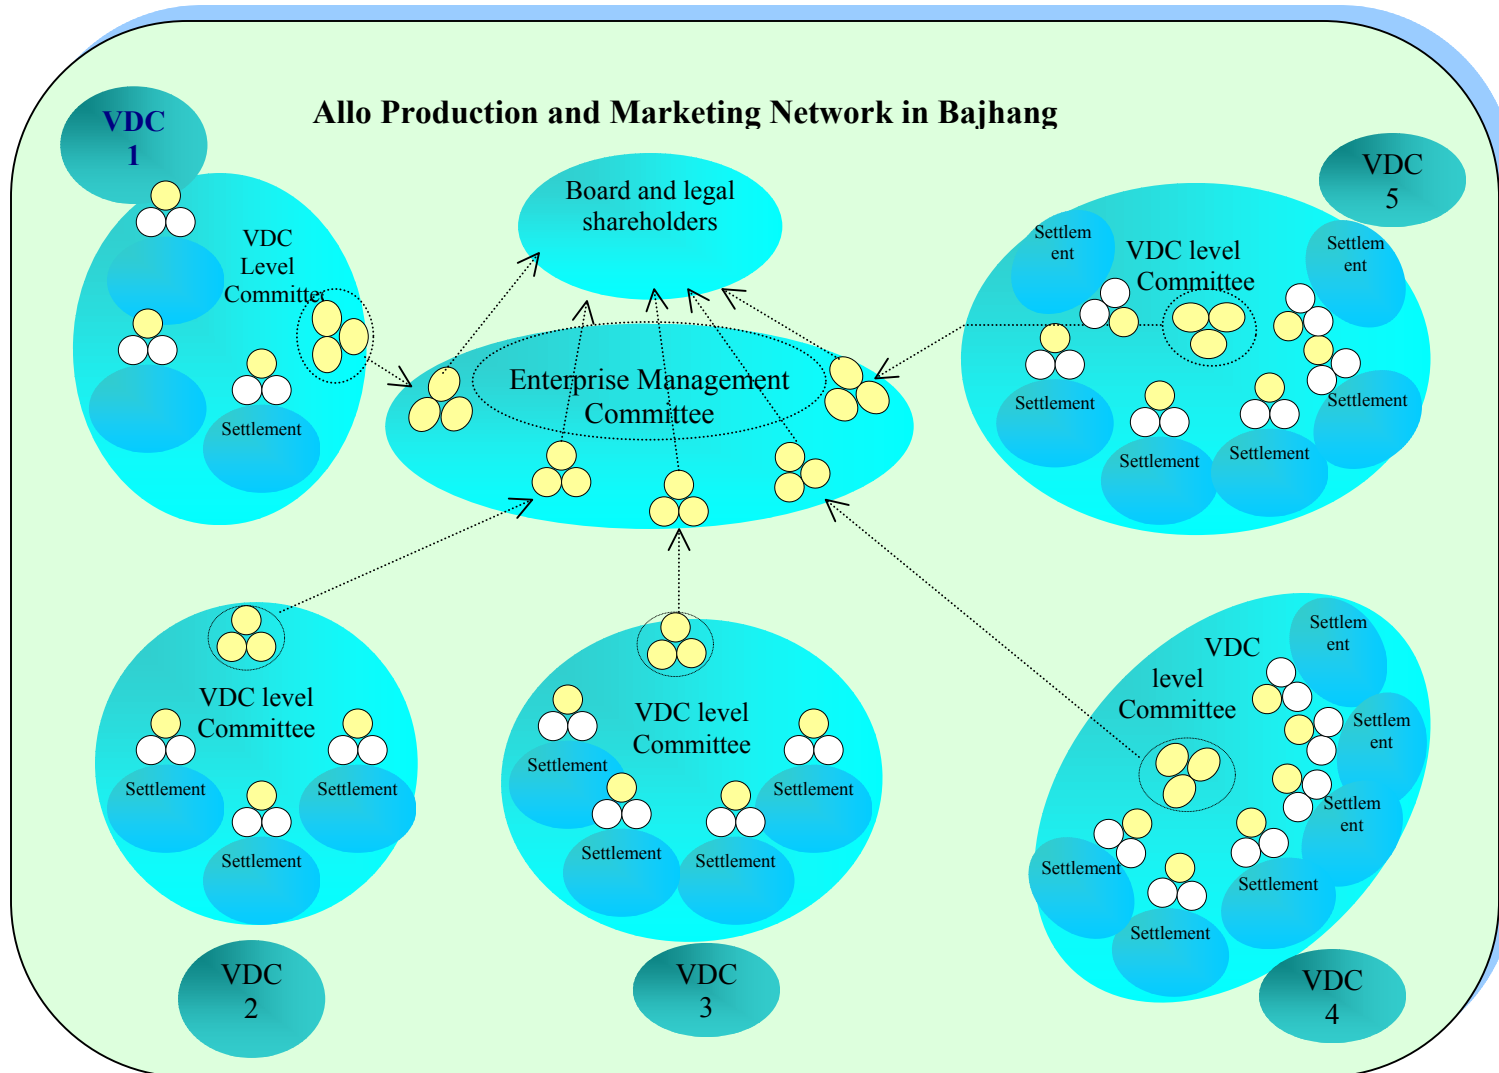 Allo Production and Marketing Network in Bajhang
VDC
1
VDC
Level
Committe
Settlement
Board and legal
shareholders
Enterprise Management
Committee
VDC
5
Settlem
ent
VDC level
Committee
Settlem
ent
Settlement
Settlement
Settlement
Settlement
VDC level
Committee
Settlement
Settlement
Settlement
VDC
2
VDC level
Committee
Settlement
Settlement
Settlement
Settlement
VDC
3
VDC
level
Committee
Settlem
ent
Settlem
ent
Settlem
ent
Settlement
Settlement
Settlement
VDC
4